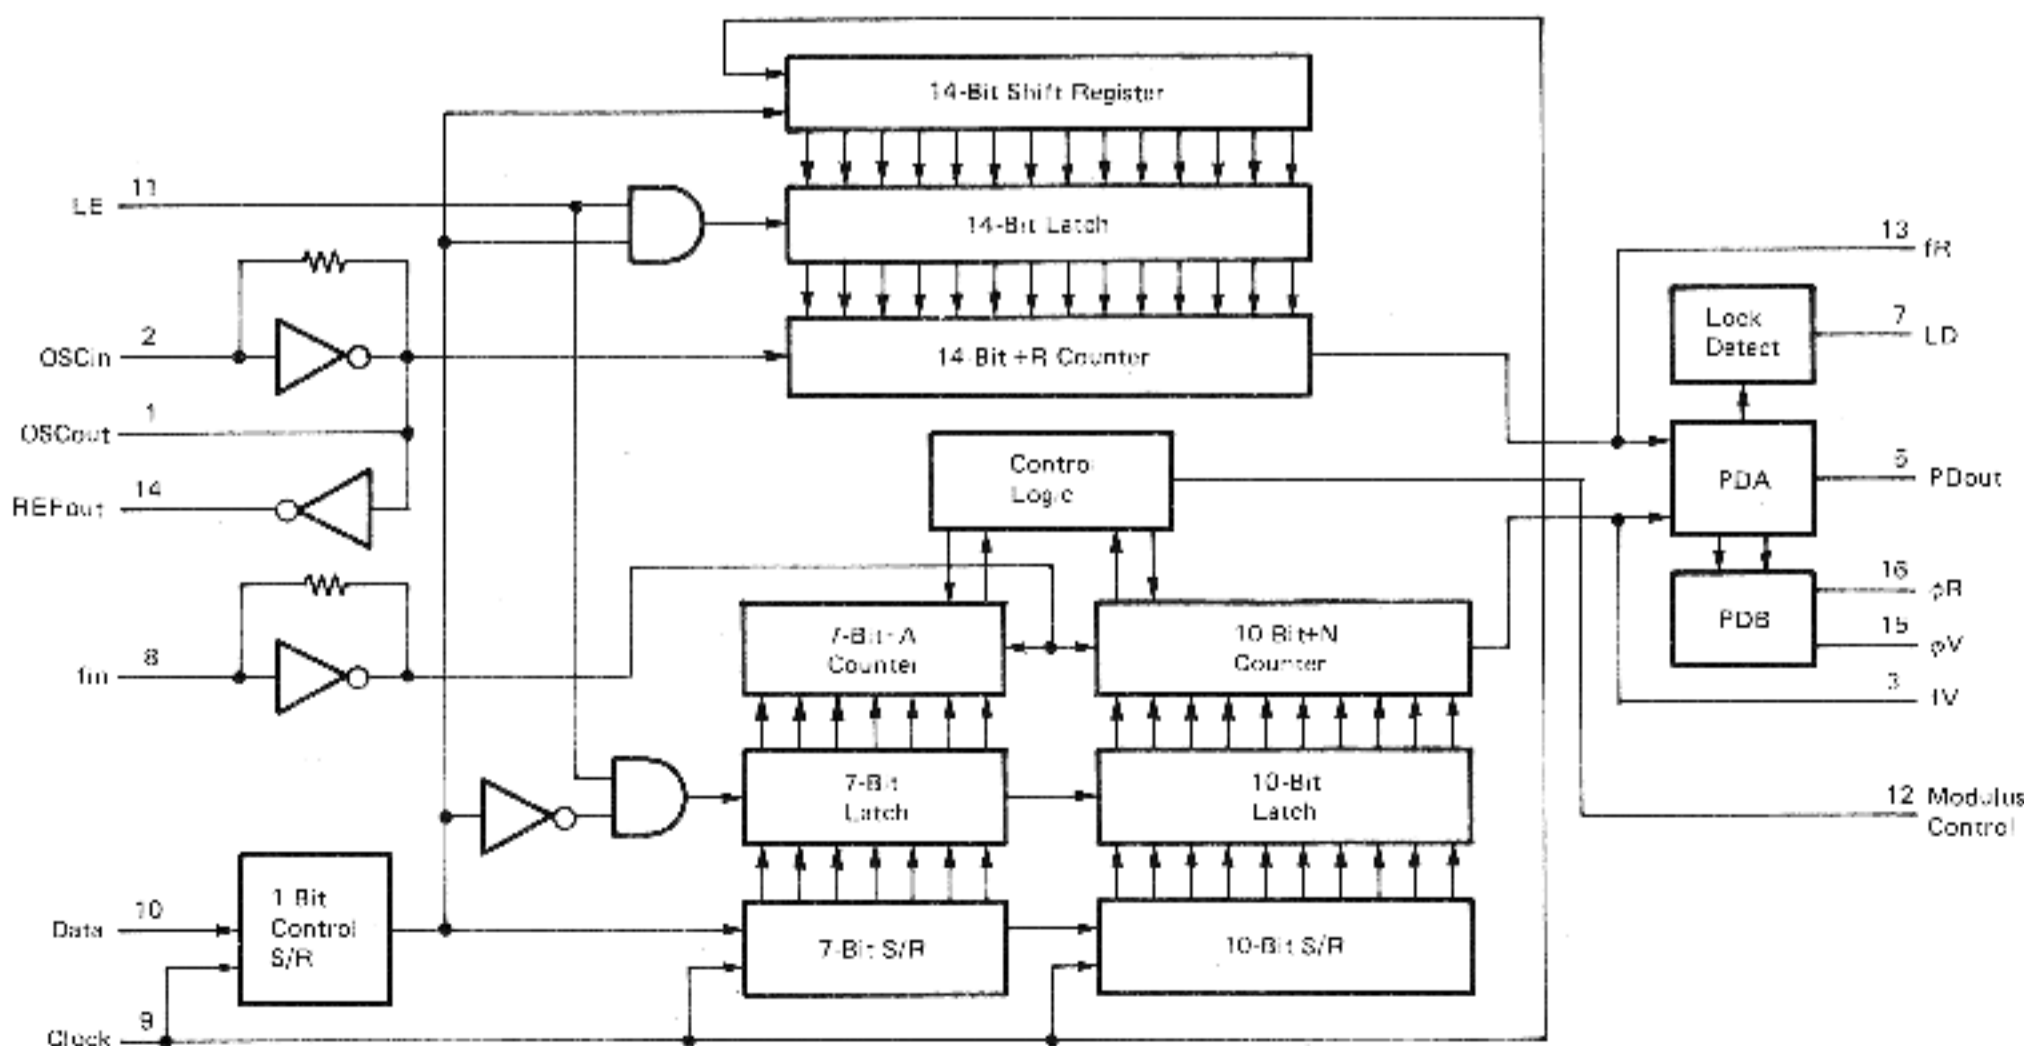 14-Bit Shift Register
11
LE
14-Bit Latch
13
fR
Lock
Detect
7
LD
2
OSCin
14-Bit ÷R Counter
1
OSCout
Control
Logic
PDA
5
PDout
14
REFout
16
φR
7-Bit÷A
Counter
10 Bit÷N
Counter
PDB
15
φV
8
fin
3
fV
7-Bit
Latch
10-Bit
Latch
12
Modulus
Control
1 Bit
Control
S/R
10
Data
7-Bit S/R
10-Bit S/R
9
Clock